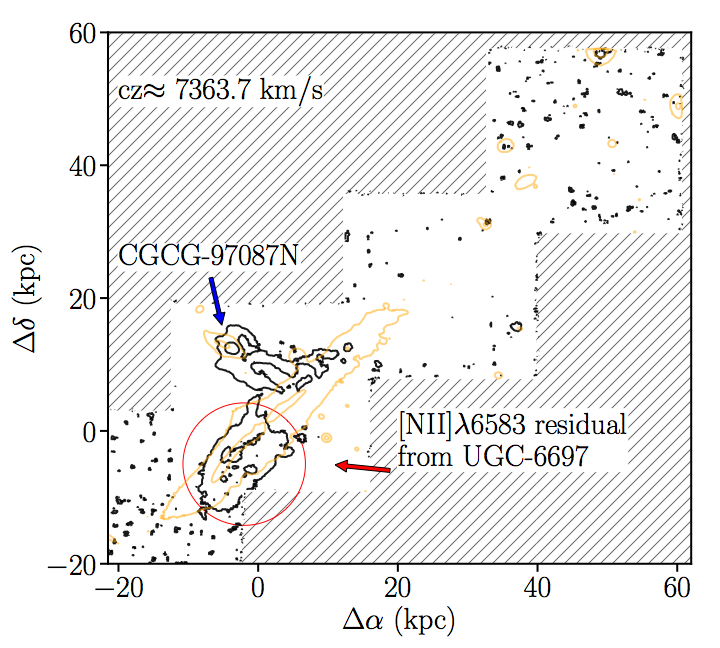 60
cz≈ 7363.7 km/s
40
CGCG-97087N
20
Δδ (kpc)
0
[NII]λ6583 residual
from UGC-6697
−20
−20 0 20 40 60
Δα (kpc)